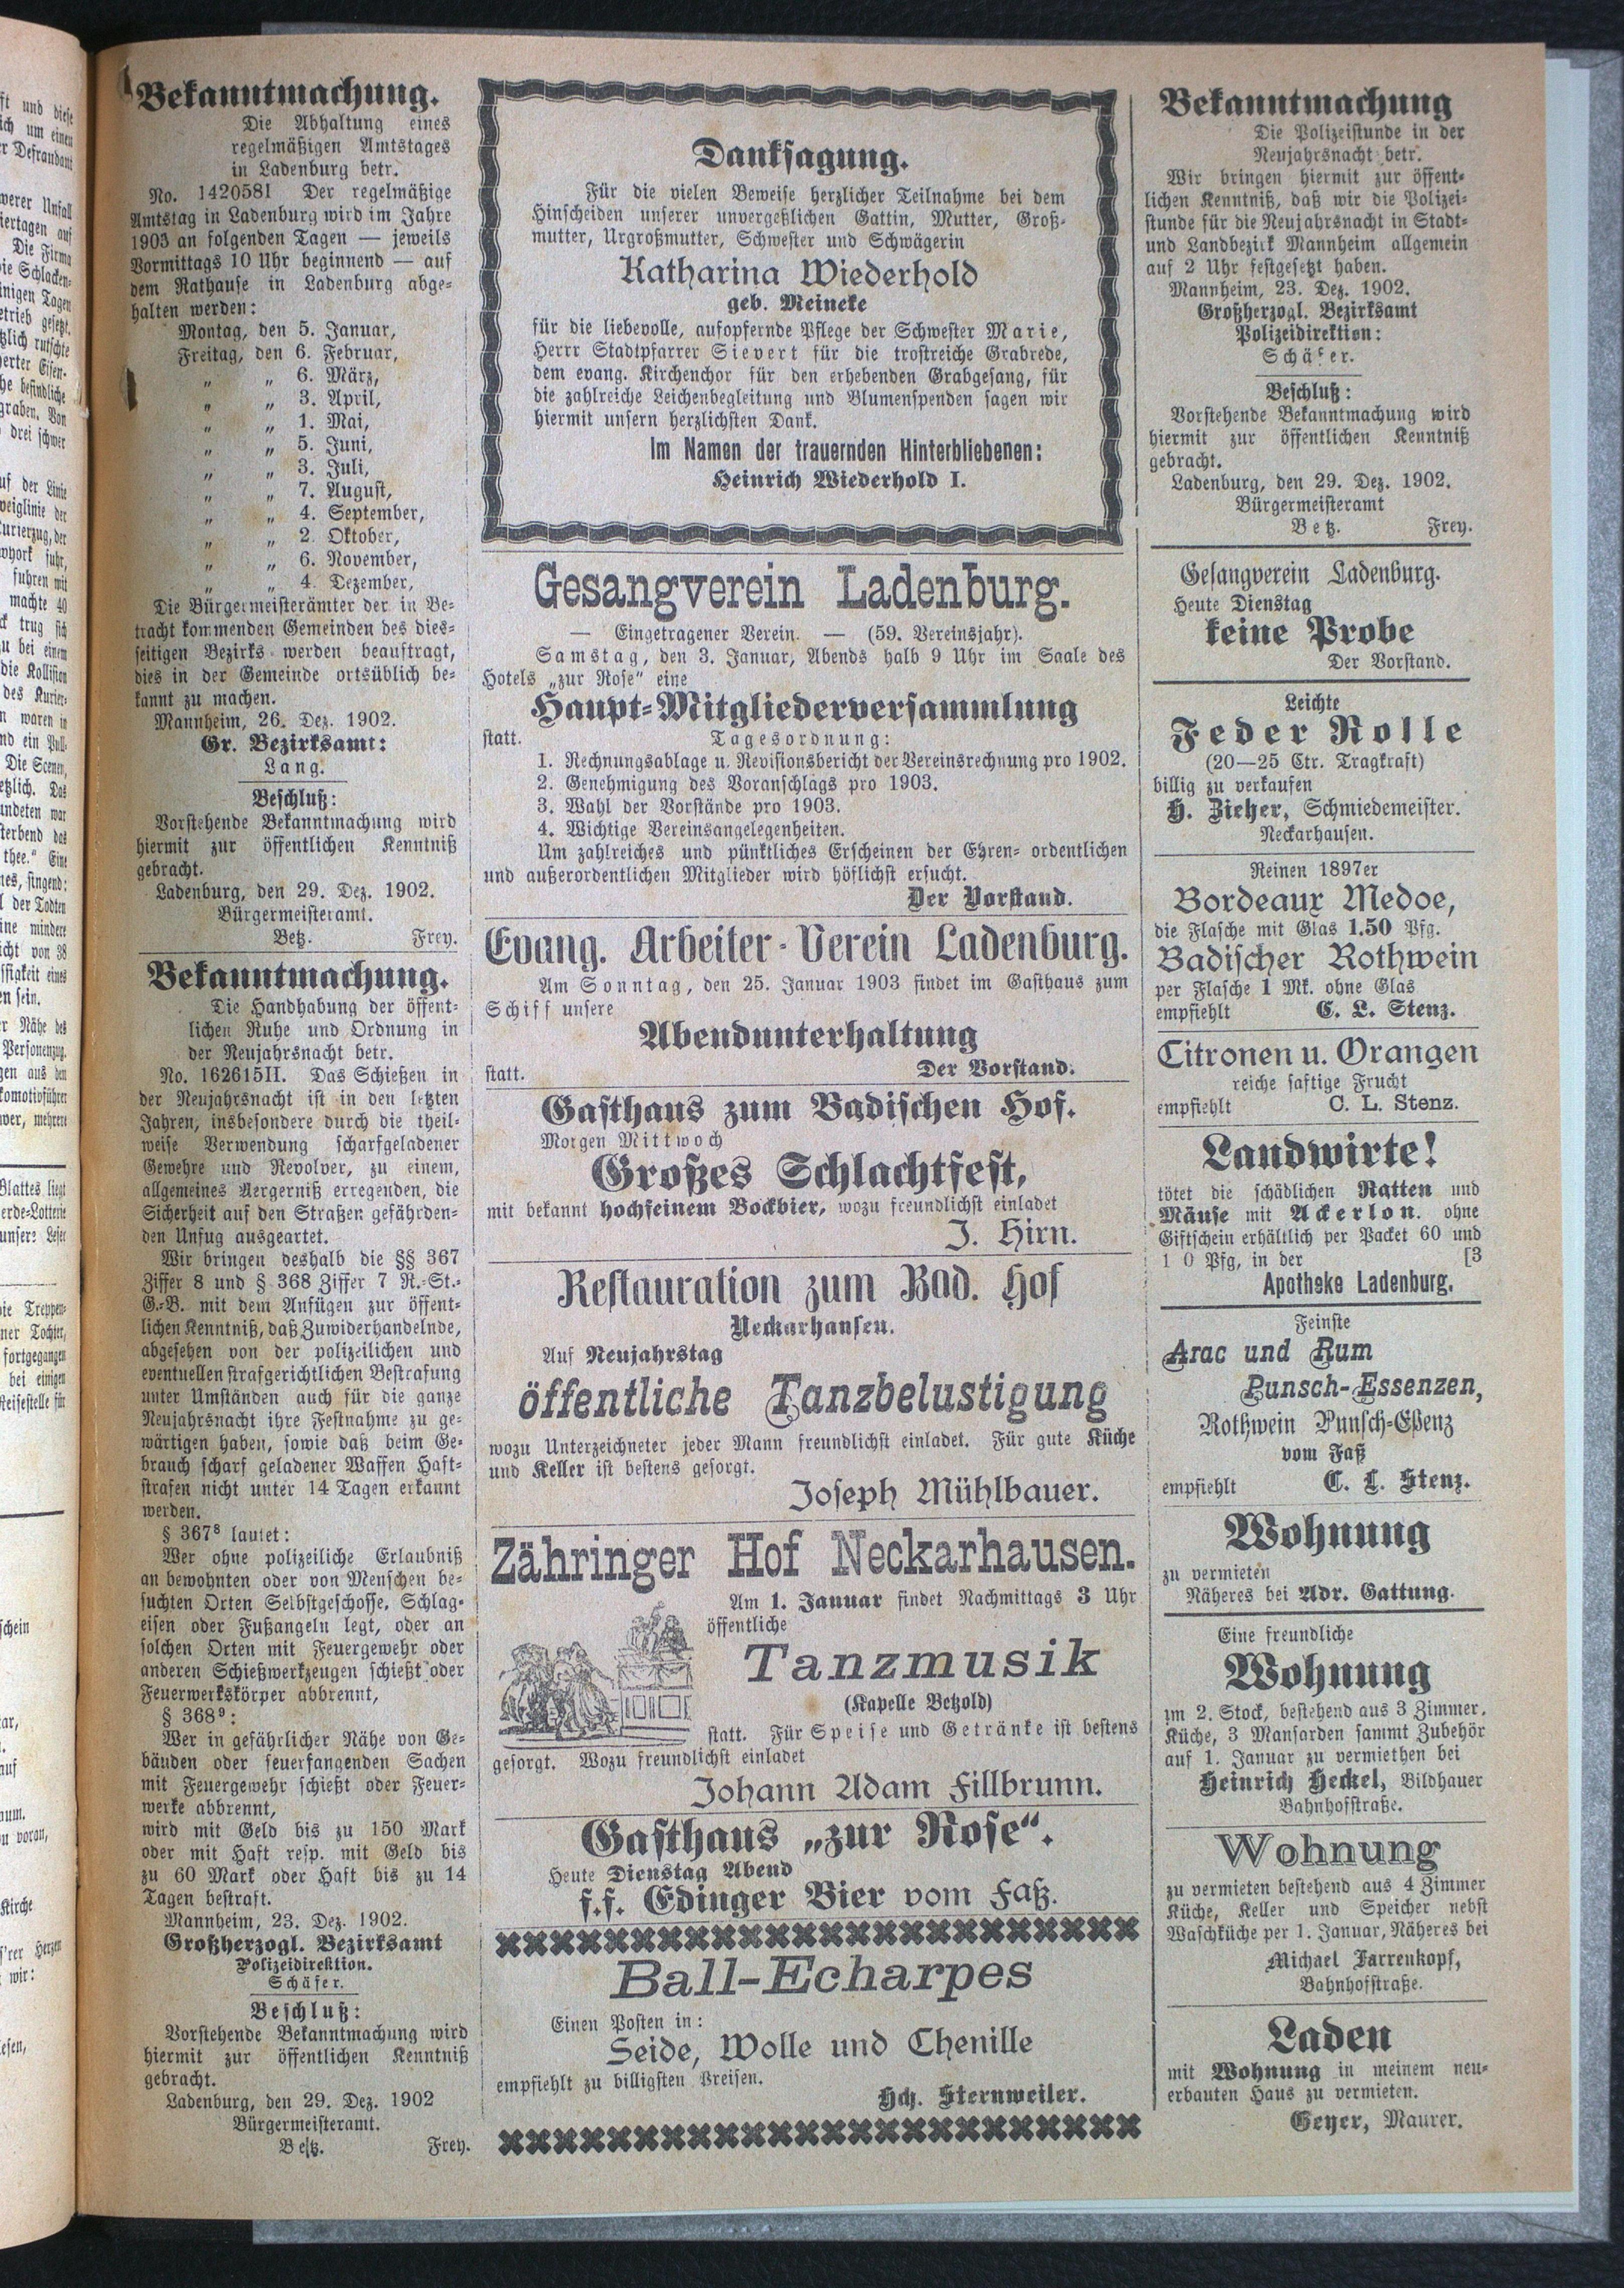 Bekanntmachung.
Die Abhaltung eines
regelmäßigen Amtstages
in Ladenburg betr.
No. 142058I Der regelmäßige
Amtstag in Ladenburg wird im Jahre
1903 an folgenden Tagen — jeweils
Vormittags 10 Uhr beginnend — auf
dem Rathause in Ladenburg abge-
halten werden:
Montag, den 5. Januar,
Freitag, den 6. Februar,
„ „ 6. März,
„ „ 3. April,
„ „ 1. Mai,
„ „ 5. Juni,
„ „ 3. Juli,
„ „ 7. August,
„ „ 4. September,
„ „ 2. Oktober,
„ „ 6. November,
„ „ 4. Dezember,
Die Bürgermeisterämter der in Be-
tracht kommenden Gemeinden des dies-
seitigen Bezirks werden beauftragt,
dies in der Gemeinde ortsüblich be-
kannt zu machen.
Mannheim, 26. Dez. 1902.
Gr. Bezirksamt:
Lang.
Beschluß:
Vorstehende Bekanntmachung wird
hiermit zur öffentlichen Kenntniß
gebracht.
Ladenburg, den 29. Dez. 1902.
Bürgermeisteramt.
Betz. Frey.
Bekanntmachung.
Die Handhabung der öffent-
lichen Ruhe und Ordnung in
der Neujahrsnacht betr.
No. 162615II. Das Schießen in
der Neujahrsnacht ist in den letzten
Jahren, insbesondere durch die theil-
weise Verwendung scharfgeladener
Gewehre und Revolver, zu einem,
allgemeines Aergerniß erregenden, die
Sicherheit auf den Straßen gefährden-
den Unfug ausgeartet.
Wir bringen deshalb die §§ 367
Ziffer 8 und § 368 Ziffer 7 R.-St.-
G.-B. mit dem Anfügen zur öffent-
lichen Kenntniß, daß Zuwiderhandelnde,
abgesehen von der polizeilichen und
eventuellen strafgerichtlichen Bestrafung
unter Umständen auch für die ganze
Neujahrsnacht ihre Festnahme zu ge-
wärtigen haben, sowie daß beim Ge-
brauch scharf geladener Waffen Haft-
strafen nicht unter 14 Tagen erkannt
werden.
§ 367⁸ lautet:
Wer ohne polizeiliche Erlaubniß
an bewohnten oder von Menschen be-
suchten Orten Selbstgeschosse, Schlag-
eisen oder Fußangeln legt, oder an
solchen Orten mit Feuergewehr oder
anderen Schießwerkzeugen schießt oder
Feuerwerkskörper abbrennt,
§ 368⁹:
Wer in gefährlicher Nähe von Ge-
bäuden oder feuerfangenden Sachen
mit Feuergewehr schießt oder Feuer-
werke abbrennt,
wird mit Geld bis zu 150 Mark
oder mit Haft resp. mit Geld bis
zu 60 Mark oder Haft bis zu 14
Tagen bestraft.
Mannheim, 23. Dez. 1902.
Großherzogl. Bezirksamt
Polizeidirektion.
Schäfer.
Beschluß:
Vorstehende Bekanntmachung wird
hiermit zur öffentlichen Kenntniß
gebracht.
Ladenburg, den 29. Dez. 1902
Bürgermeisteramt.
Betz. Frey.
Danksagung.
Für die vielen Beweise herzlicher Teilnahme bei dem
Hinscheiden unserer unvergeßlichen Gattin, Mutter, Groß-
mutter, Urgroßmutter, Schwester und Schwägerin
Katharina Wiederhold
geb. Meineke
für die liebevolle, aufopfernde Pflege der Schwester Marie,
Herrr Stadtpfarrer Sievert für die trostreiche Grabrede,
dem evang. Kirchenchor für den erhebenden Grabgesang, für
die zahlreiche Leichenbegleitung und Blumenspenden sagen wir
hiermit unsern herzlichsten Dank.
Im Namen der trauernden Hinterbliebenen:
Heinrich Wiederhold I.
Gesangverein Ladenburg.
— Eingetragener Verein. — (59. Vereinsjahr).
Samstag, den 3. Januar, Abends halb 9 Uhr im Saale des
Hotels „zur Rose“ eine
Haupt-Mitgliederversammlung
statt. Tagesordnung:
1. Rechnungsablage u. Revisionsbericht der Vereinsrechnung pro 1902.
2. Genehmigung des Voranschlags pro 1903.
3. Wahl der Vorstände pro 1903.
4. Wichtige Vereinsangelegenheiten.
Um zahlreiches und pünktliches Erscheinen der Ehren- ordentlichen
und außerordentlichen Mitglieder wird höflichst ersucht.
Der Vorstand.
Evang. Arbeiter-Verein Ladenburg.
Am Sonntag, den 25. Januar 1903 findet im Gasthaus zum
Schiff unsere
Abendunterhaltung
statt. Der Vorstand.
Gasthaus zum Badischen Hof.
Morgen Mittwoch
Großes Schlachtfest,
mit bekannt hochfeinem Bockbier, wozu freundlichst einladet
J. Hirn.
Restauration zum Bad. Hof
Neckarhausen.
Auf Neujahrstag
öffentliche Tanzbelustigung
wozu Unterzeichneter jeder Mann freundlichst einladet. Für gute Küche
und Keller ist bestens gesorgt.
Joseph Mühlbauer.
Zähringer Hof Neckarhausen.
Am 1. Januar findet Nachmittags 3 Uhr
öffentliche
Tanzmusik
(Kapelle Betzold)
statt. Für Speise und Getränke ist bestens
gesorgt. Wozu freundlichst einladet
Johann Adam Fillbrunn.
Gasthaus „zur Rose“.
Heute Dienstag Abend
f.f. Edinger Bier vom Faß.
Ball-Echarpes
Einen Posten in:
Seide, Wolle und Chenille
empfiehlt zu billigsten Preisen.
Hch. Sternweiler.
Bekanntmachung
Die Polizeistunde in der
Neujahrsnacht betr.
Wir bringen hiermit zur öffent-
lichen Kenntniß, daß wir die Polizei-
stunde für die Neujahrsnacht in Stadt-
und Landbezirk Mannheim allgemein
auf 2 Uhr festgesetzt haben.
Mannheim, 23. Dez. 1902.
Großherzogl. Bezirksamt
Polizeidirektion:
Schäfer.
Beschluß:
Vorstehende Bekanntmachung wird
hiermit zur öffentlichen Kenntniß
gebracht.
Ladenburg, den 29. Dez. 1902.
Bürgermeisteramt
Betz. Frey.
Gesangverein Ladenburg.
Heute Dienstag
keine Probe
Der Vorstand.
Leichte
Feder Rolle
(20—25 Ctr. Tragkraft)
billig zu verkaufen
H. Zieher, Schmiedemeister.
Neckarhausen.
Reinen 1897er
Bordeaux Medoe,
die Flasche mit Glas 1.50 Pfg.
Badischer Rothwein
per Flasche 1 Mk. ohne Glas
empfiehlt C. L. Stenz.
Citronen u. Orangen
reiche saftige Frucht
empfiehlt C. L. Stenz.
Landwirte!
tötet die schädlichen Ratten und
Mäuse mit Ackerlon. ohne
Giftschein erhältlich per Packet 60 und
1 0 Pfg, in der [3
Apotheke Ladenburg.
Feinste
Arac und Rum
Punsch-Essenzen,
Rothwein Punsch-Eßenz
vom Faß
empfiehlt C. L. Stenz.
Wohnung
zu vermieten
Näheres bei Adr. Gattung.
Eine freundliche
Wohnung
im 2. Stock, bestehend aus 3 Zimmer,
Küche, 3 Mansarden sammt Zubehör
auf 1. Januar zu vermiethen bei
Heinrich Heckel, Bildhauer
Bahnhofstraße.
Wohnung
zu vermieten bestehend aus 4 Zimmer
Küche, Keller und Speicher nebst
Waschküche per 1. Januar, Näheres bei
Michael Farrenkopf,
Bahnhofstraße.
Laden
mit Wohnung in meinem neu-
erbauten Haus zu vermieten.
Geyer, Maurer.